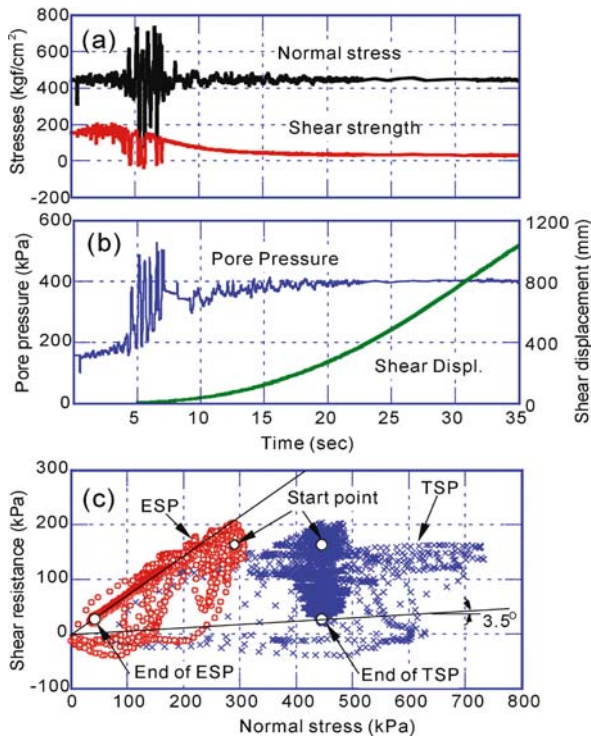 800
(a)
Normal stress
600
400
Shear strength
200
0
-200
Stresses (kgf/cm²)
600
1200
(b)
Pore Pressure
400
800
200
400
Shear Displ.
0
0
Pore pressure (kPa)
Shear displacement (mm)
5 10 15 20 25 30 35
Time (sec)
300
(c)
ESP
Start point
TSP
200
100
0
3.5°
End of ESP
End of TSP
-100
0 100 200 300 400 500 600 700 800
Shear resistance (kPa)
Normal stress (kPa)